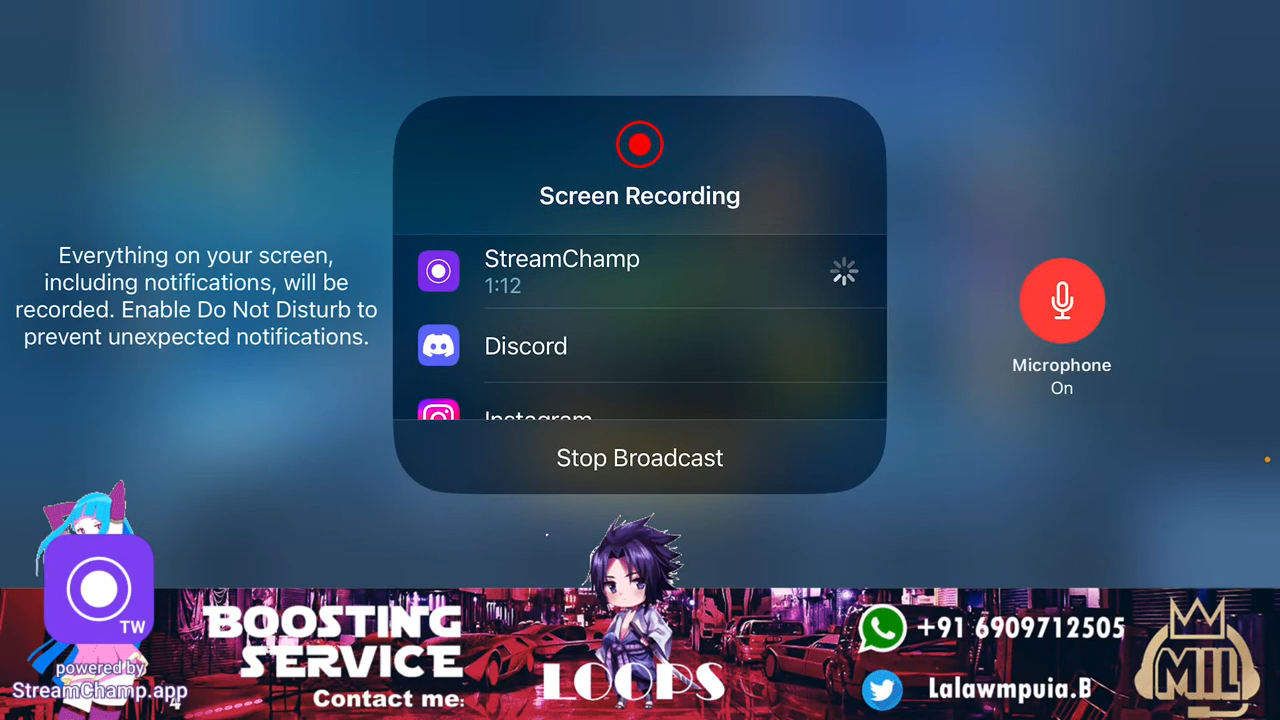 Screen Recording
Everything on your screen,
including notifications, will be
recorded. Enable Do Not Disturb to
prevent unexpected notifications.
StreamChamp
1:12
Discord
Instagram
Stop Broadcast
Microphone
On
TW
powered by
StreamChamp.app
BOOSTING
SERVICE
Contact me:
LOOPS
+91 6909712505
Lalawmpuia.B
MIL